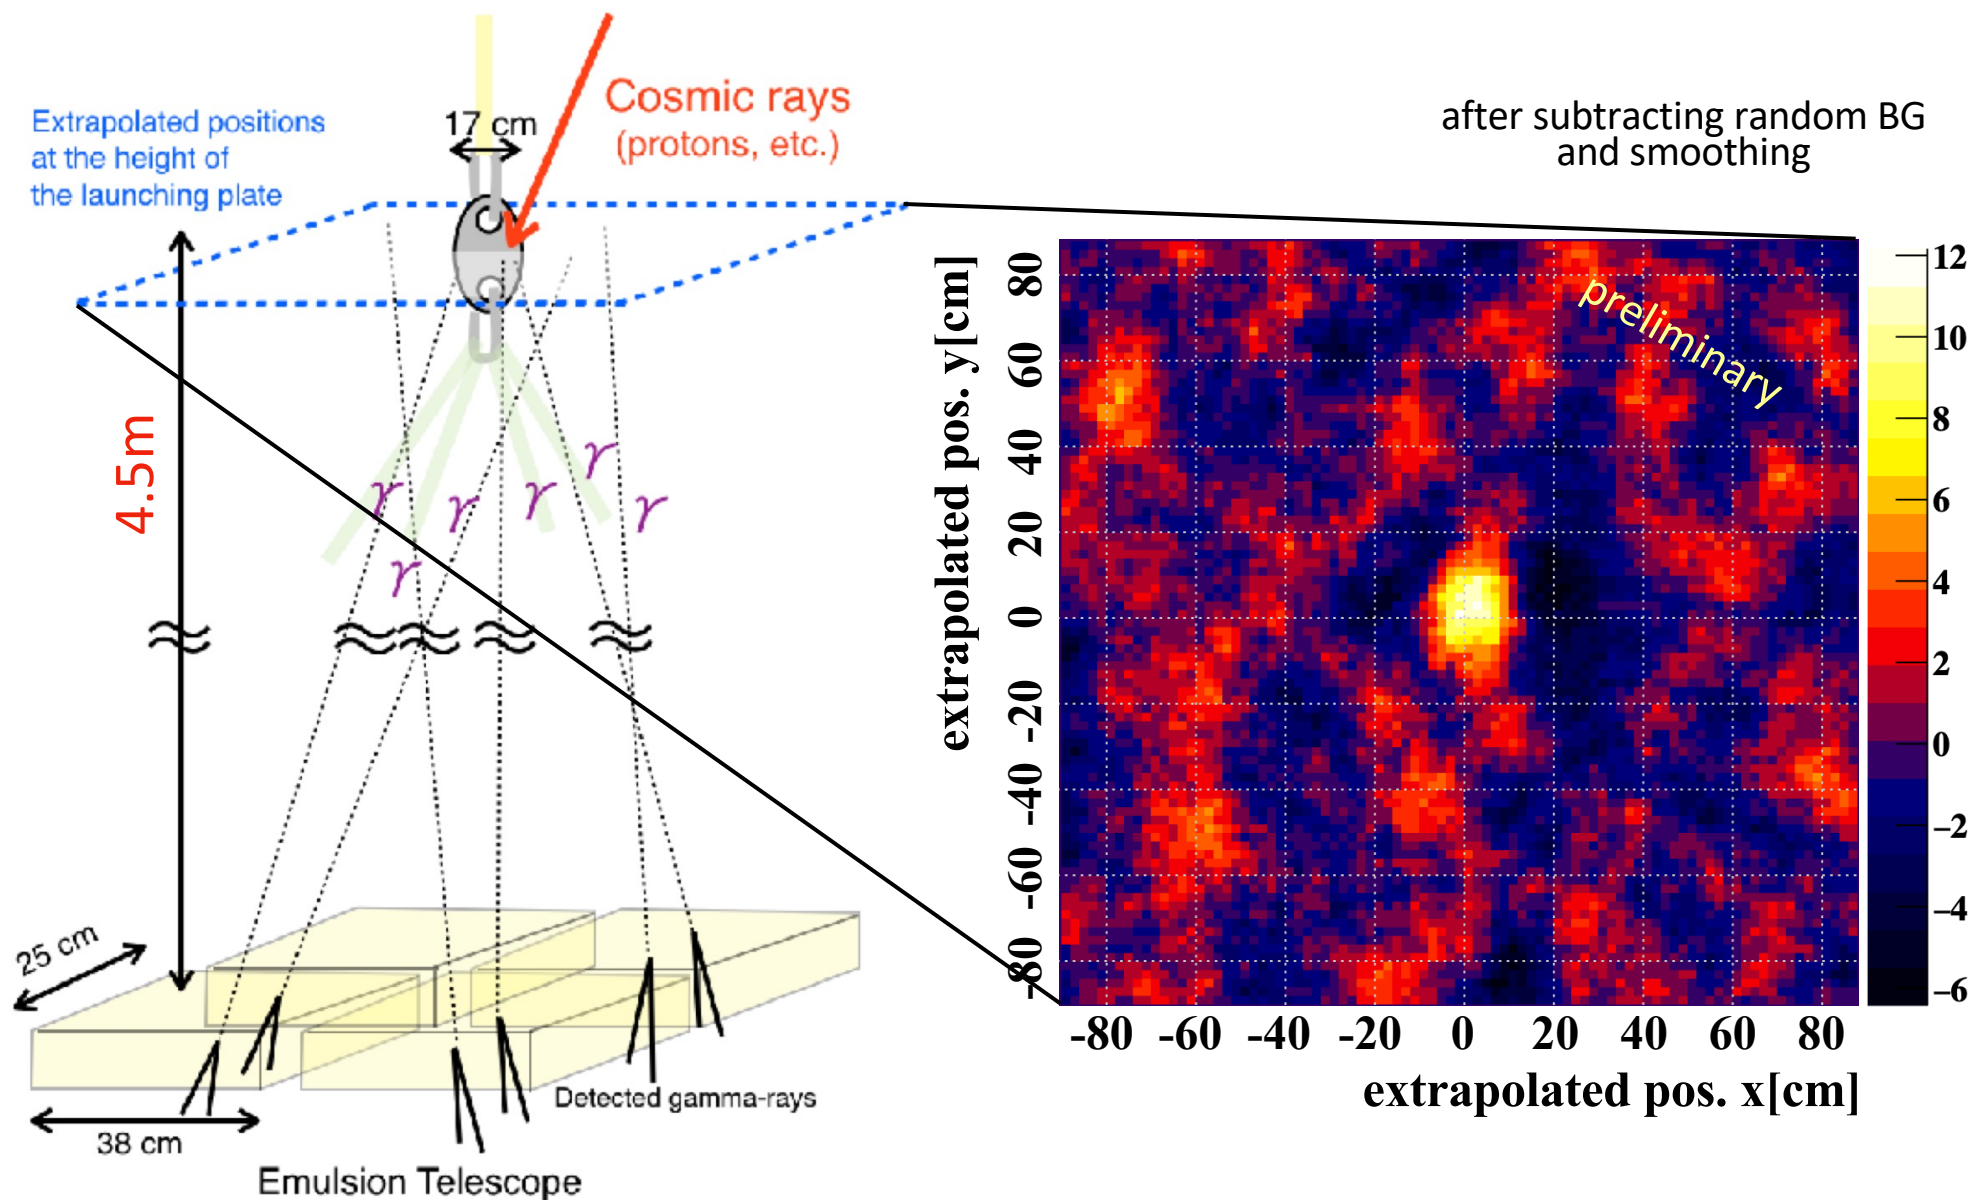 Cosmic rays
(protons, etc.)
17 cm
Extrapolated positions
at the height of
the launching plate
4.5m
γ
γ
γ
γ
γ
γ
25 cm
38 cm
Detected gamma-rays
Emulsion Telescope
after subtracting random BG
and smoothing
preliminary
extrapolated pos. y[cm]
80
60
40
20
0
-20
-40
-60
-80
-80 -60 -40 -20 0 20 40 60 80
extrapolated pos. x[cm]
12
10
8
6
4
2
0
−2
−4
−6